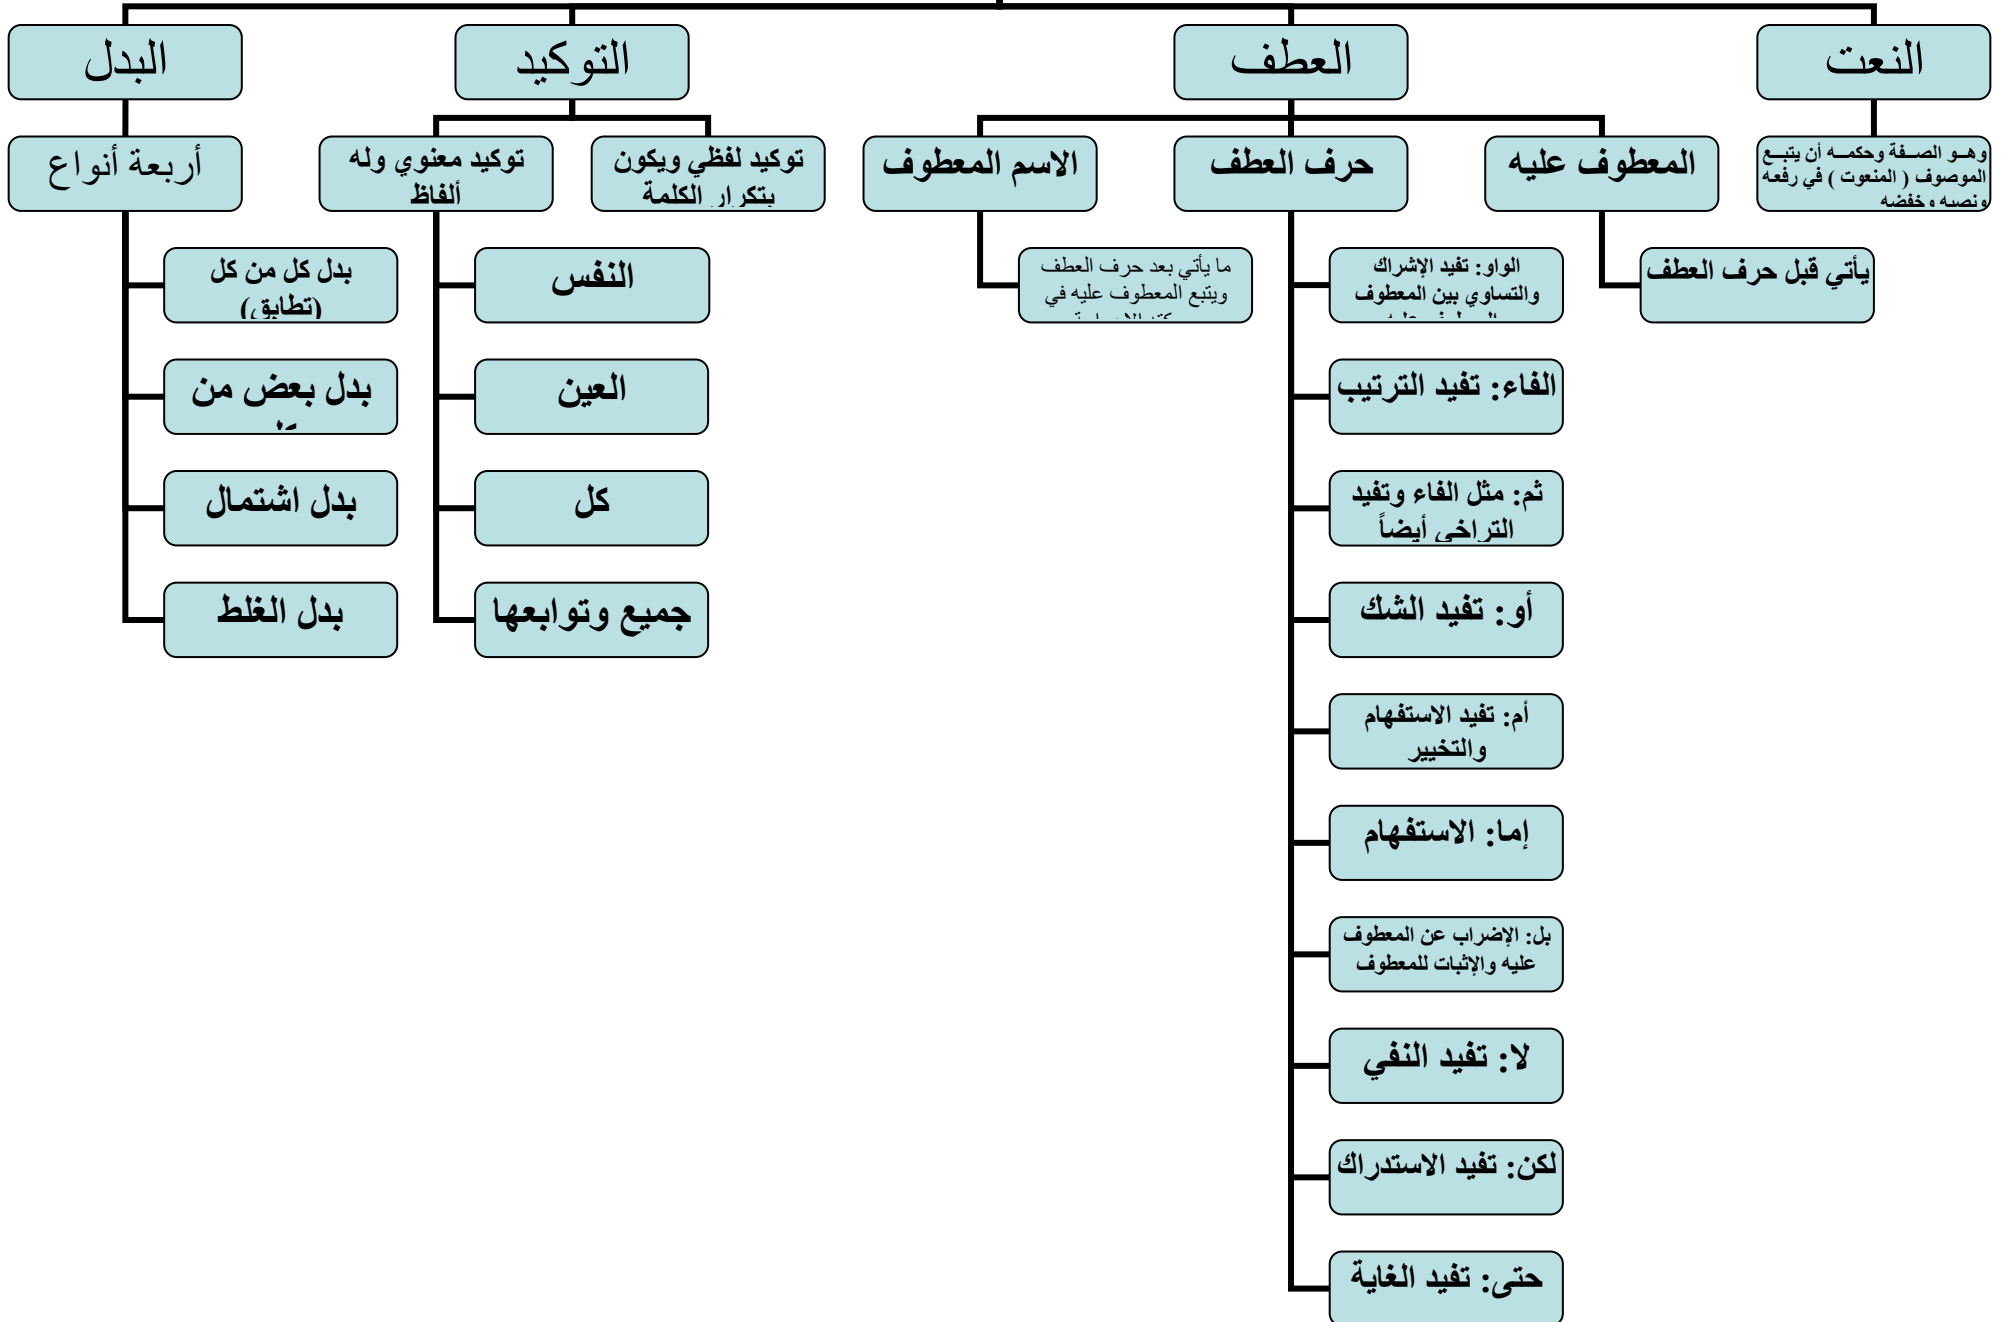 النعت
العطف
التوكيد
البدل
وهو الصفة وحكمه أن يتبع
الموصوف ( المنعوت ) في رفعه
ونصبه وخفضه
المعطوف عليه
حرف العطف
الاسم المعطوف
توكيد لفظي ويكون
بتكرار الكلمة
توكيد معنوي وله
ألفاظ
أربعة أنواع
يأتي قبل حرف العطف
الواو: تفيد الإشراك
والتساوي بين المعطوف
والمعطوف عليه
الفاء: تفيد الترتيب
ثم: مثل الفاء وتفيد
التراخي أيضاً
أو: تفيد الشك
أم: تفيد الاستفهام
والتخيير
إما: الاستفهام
بل: الإضراب عن المعطوف
عليه والإثبات للمعطوف
لا: تفيد النفي
لكن: تفيد الاستدراك
حتى: تفيد الغاية
ما يأتي بعد حرف العطف
ويتبع المعطوف عليه في
النفس
العين
كل
جميع وتوابعها
بدل كل من كل
(تطابق)
بدل بعض من
كل
بدل اشتمال
بدل الغلط